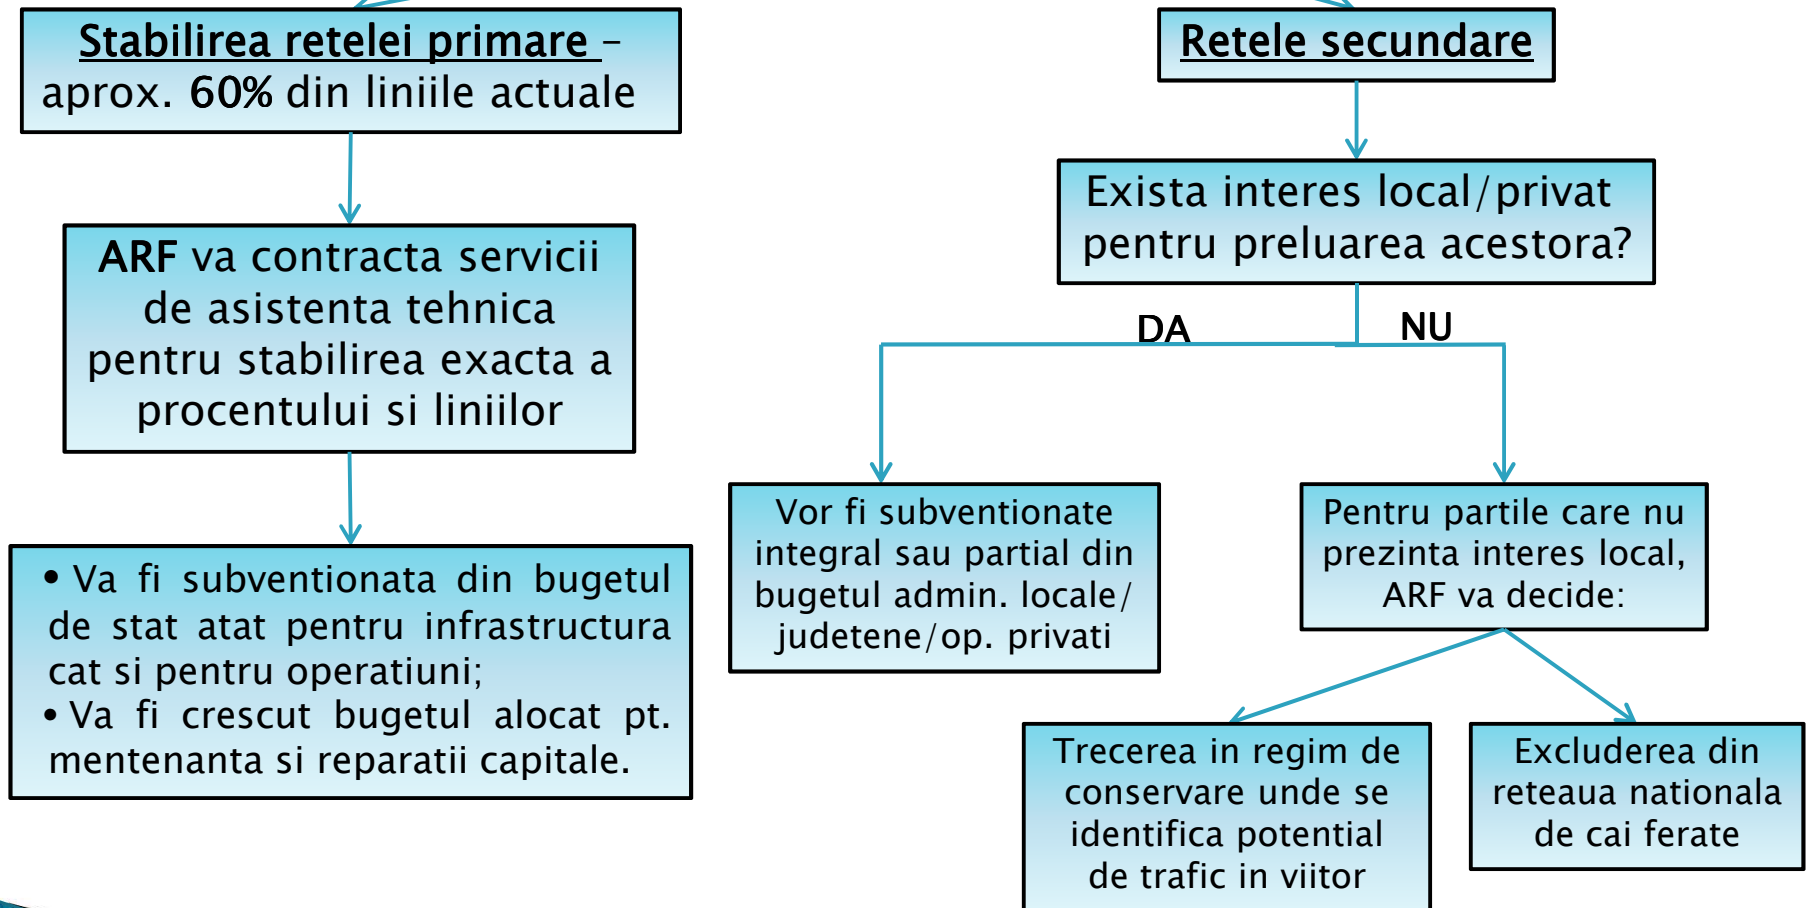 Stabilirea retelei primare –
aprox. 60% din liniile actuale
ARF va contracta servicii
de asistenta tehnica
pentru stabilirea exacta a
procentului si liniilor
• Va fi subventionata din bugetul
de stat atat pentru infrastructura
cat si pentru operatiuni;
• Va fi crescut bugetul alocat pt.
mentenanta si reparatii capitale.
Retele secundare
Exista interes local/privat
pentru preluarea acestora?
DA
NU
Vor fi subventionate
integral sau partial din
bugetul admin. locale/
judetene/op. privati
Pentru partile care nu
prezinta interes local,
ARF va decide:
Trecerea in regim de
conservare unde se
identifica potential
de trafic in viitor
Excluderea din
reteaua nationala
de cai ferate